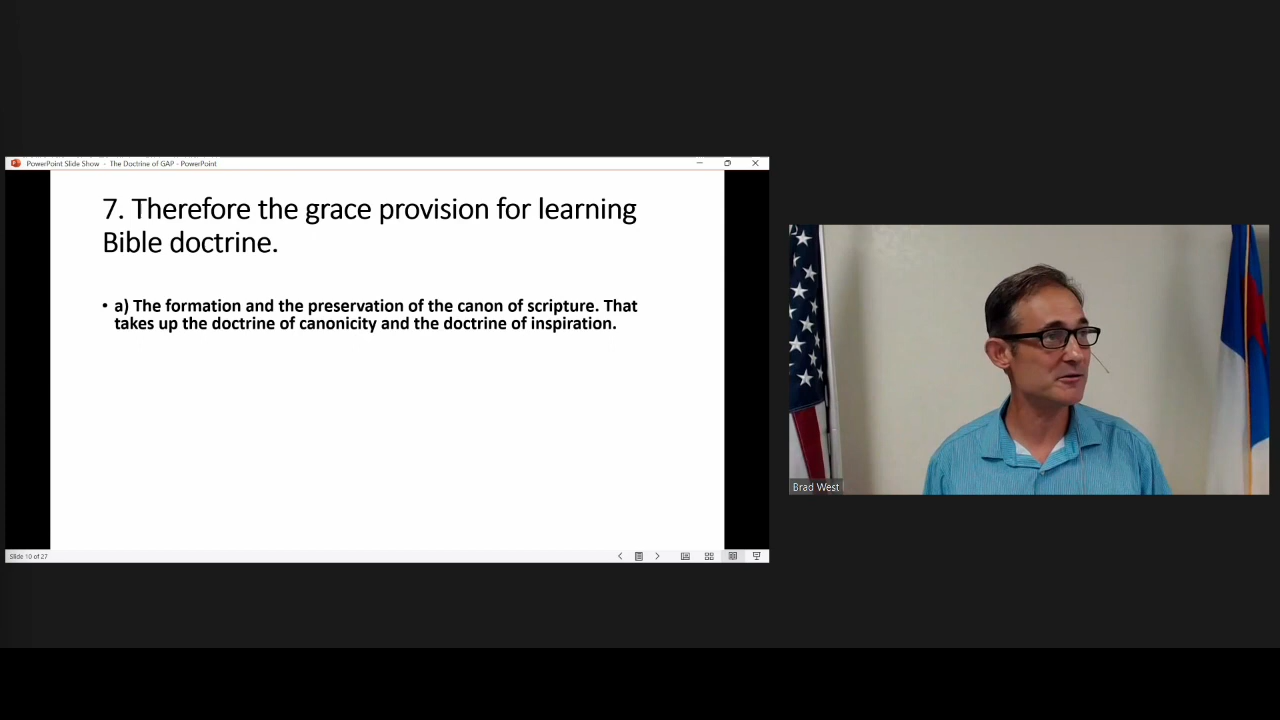 PowerPoint Slide Show - The Doctrine of GAP - PowerPoint
7. Therefore the grace provision for learning
Bible doctrine.
• a) The formation and the preservation of the canon of scripture. That
takes up the doctrine of canonicity and the doctrine of inspiration.
Slide 10 of 27
Brad West